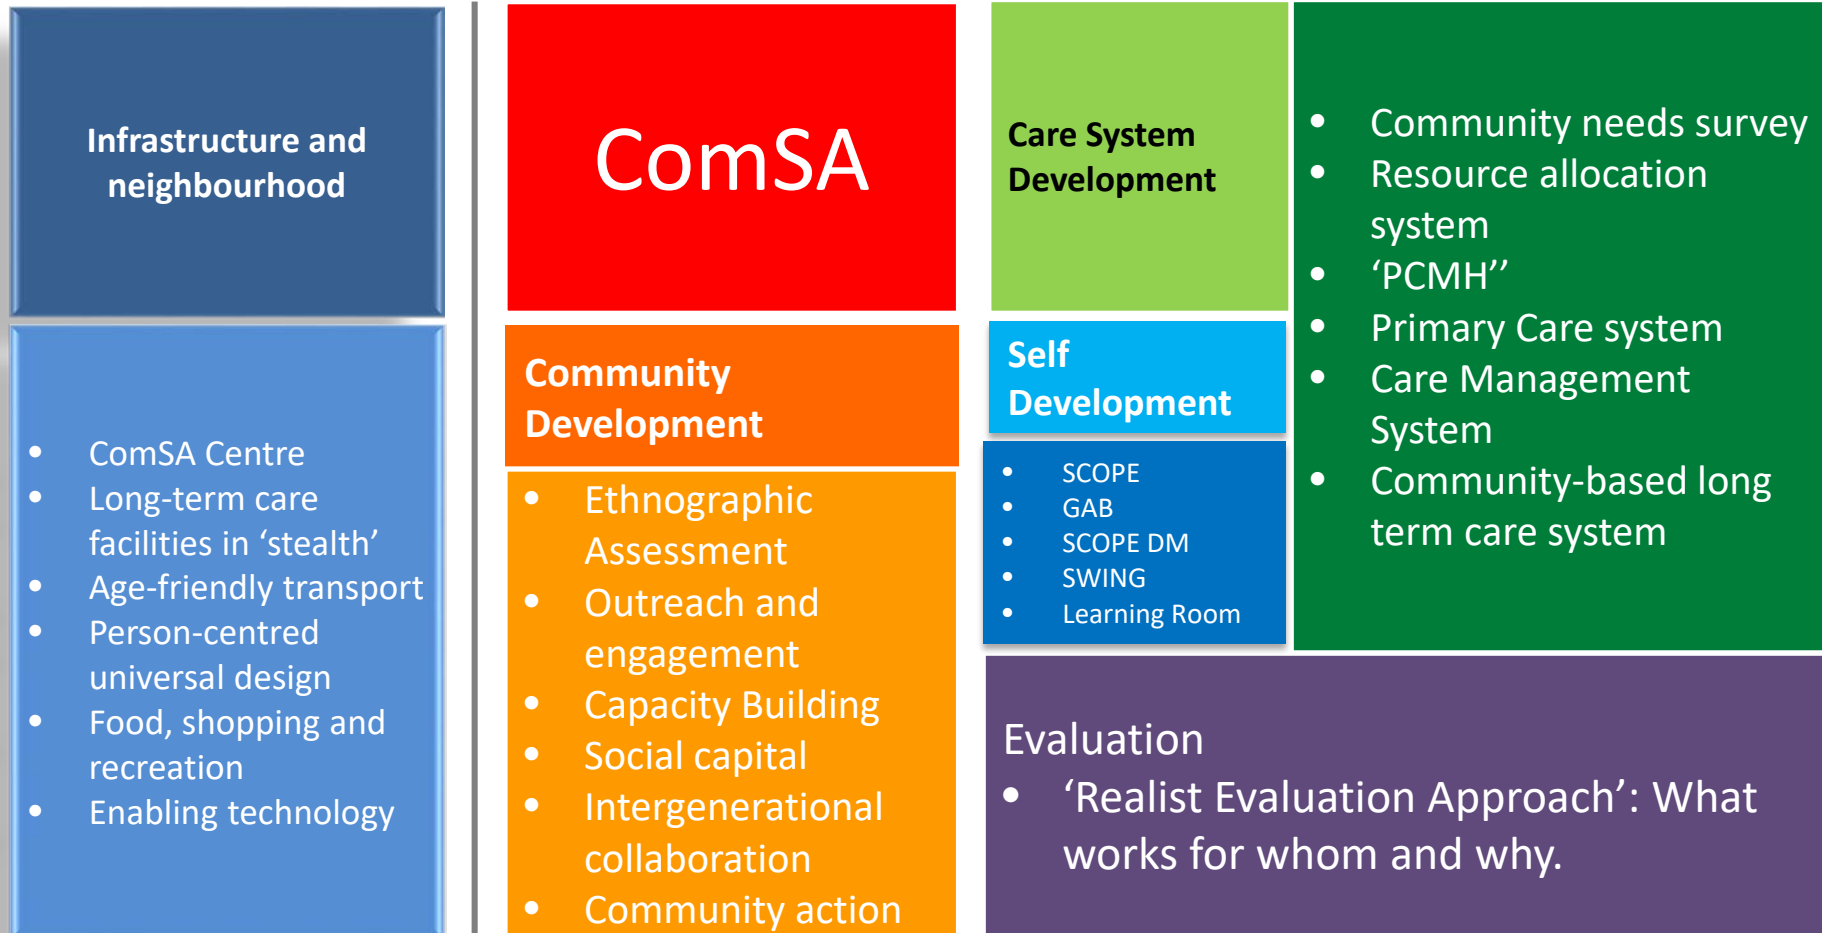 Infrastructure and
neighbourhood
• ComSA Centre
• Long-term care
facilities in ‘stealth’
• Age-friendly transport
• Person-centred
universal design
• Food, shopping and
recreation
• Enabling technology
ComSA
Community
Development
• Ethnographic
Assessment
• Outreach and
engagement
• Capacity Building
• Social capital
• Intergenerational
collaboration
• Community action
Care System
Development
• Community needs survey
• Resource allocation
system
• ‘PCMH’’
• Primary Care system
• Care Management
System
• Community-based long
term care system
Self
Development
• SCOPE
• GAB
• SCOPE DM
• SWING
• Learning Room
Evaluation
• ‘Realist Evaluation Approach’: What
works for whom and why.